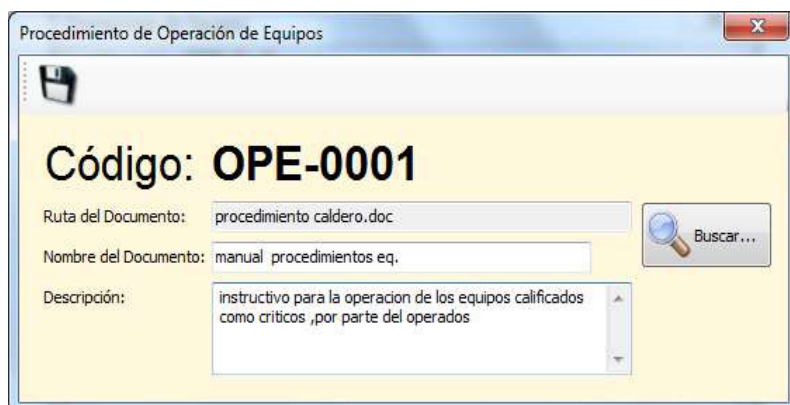 Procedimiento de Operación de Equipos
Código: OPE-0001
Ruta del Documento: procedimiento caldero.doc
Buscar...
Nombre del Documento: manual procedimientos eq.
Descripción: instructivo para la operacion de los equipos calificados
como criticos ,por parte del operados